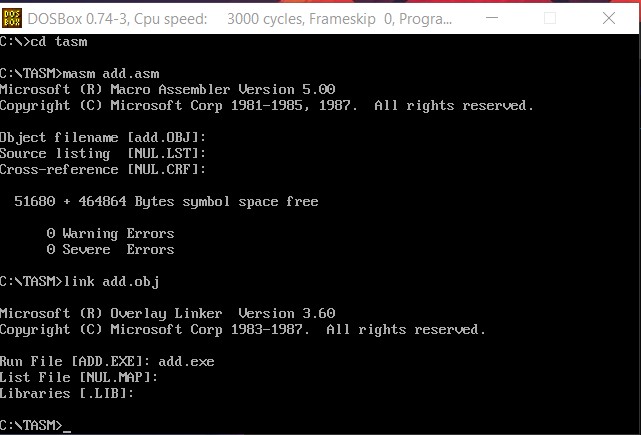 DOS
BOX
DOSBox 0.74-3, Cpu speed:    3000 cycles, Frameskip  0, Progra...
C:\>cd tasm
C:\TASM>masm add.asm
Microsoft (R) Macro Assembler Version 5.00
Copyright (C) Microsoft Corp 1981-1985, 1987.  All rights reserved.
Object filename [add.OBJ]:
Source listing  [NUL.LST]:
Cross-reference [NUL.CRF]:
  51680 + 464864 Bytes symbol space free
      0 Warning Errors
      0 Severe  Errors
C:\TASM>link add.obj
Microsoft (R) Overlay Linker  Version 3.60
Copyright (C) Microsoft Corp 1983-1987.  All rights reserved.
Run File [ADD.EXE]: add.exe
List File [NUL.MAP]:
Libraries [.LIB]:
C:\TASM>_